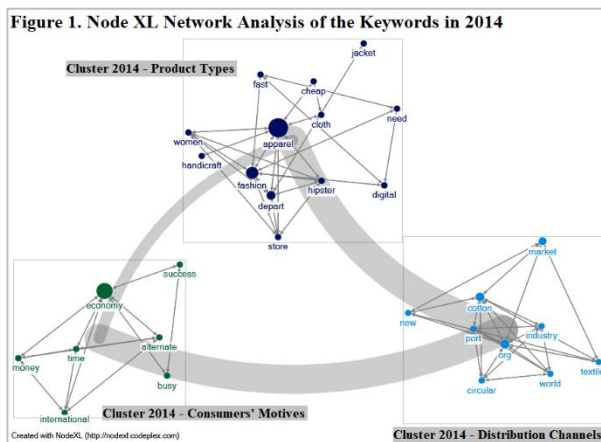 Figure 1. Node XL Network Analysis of the Keywords in 2014
Cluster 2014 - Product Types
jacket
fast
cheap
need
cloth
women
apparel
handicraft
fashion
hipster
digital
depart
store
Cluster 2014 - Consumers' Motives
success
economy
alternate
time
money
busy
international
Cluster 2014 - Distribution Channels
market
cotton
new
port
industry
org
textile
circular
world
Created with NodeXL (http://nodexl.codeplex.com)